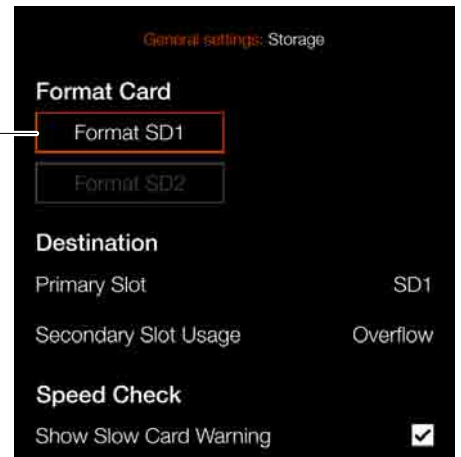 General settings: Storage
Format Card
Format SD1
Format SD2
Destination
Primary Slot SD1
Secondary Slot Usage Overflow
Speed Check
Show Slow Card Warning